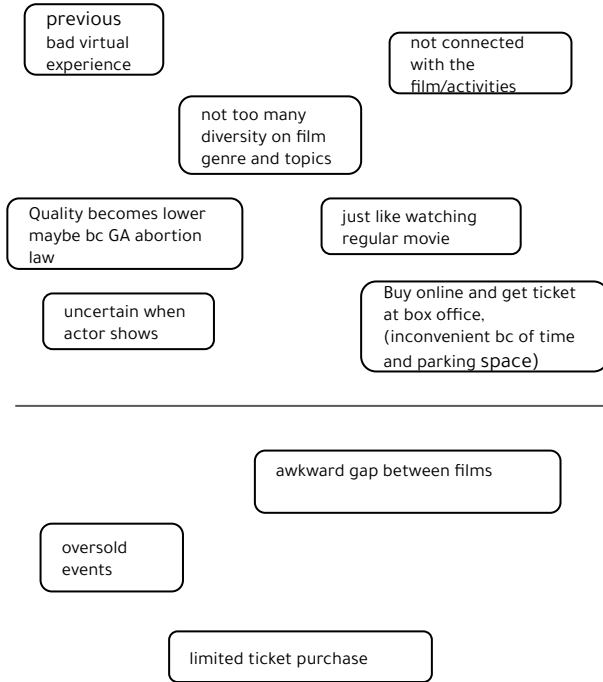 previous
bad virtual
experience
not connected
with the
film/activities
not too many
diversity on film
genre and topics
Quality becomes lower
maybe bc GA abortion
law
just like watching
regular movie
uncertain when
actor shows
Buy online and get ticket
at box office,
(inconvenient bc of time
and parking space)
awkward gap between films
oversold
events
limited ticket purchase